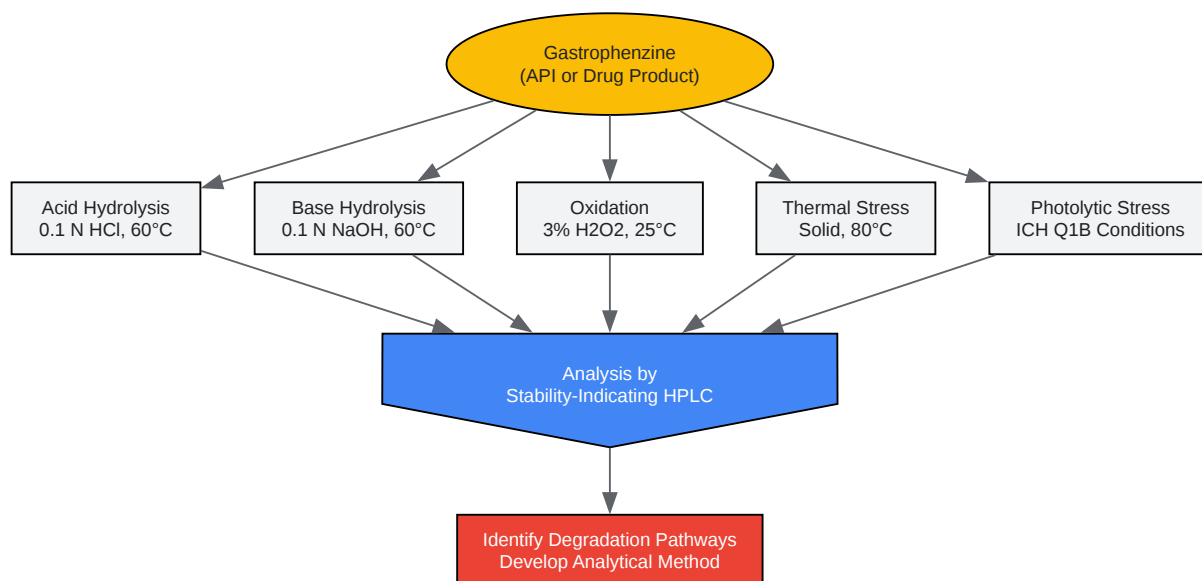 Gastrophenzine
(API or Drug Product)
Acid Hydrolysis
0.1 N HCl, 60°C
Base Hydrolysis
0.1 N NaOH, 60°C
Oxidation
3% H2O2, 25°C
Thermal Stress
Solid, 80°C
Photolytic Stress
ICH Q1B Conditions
Analysis by
Stability-Indicating HPLC
Identify Degradation Pathways
Develop Analytical Method